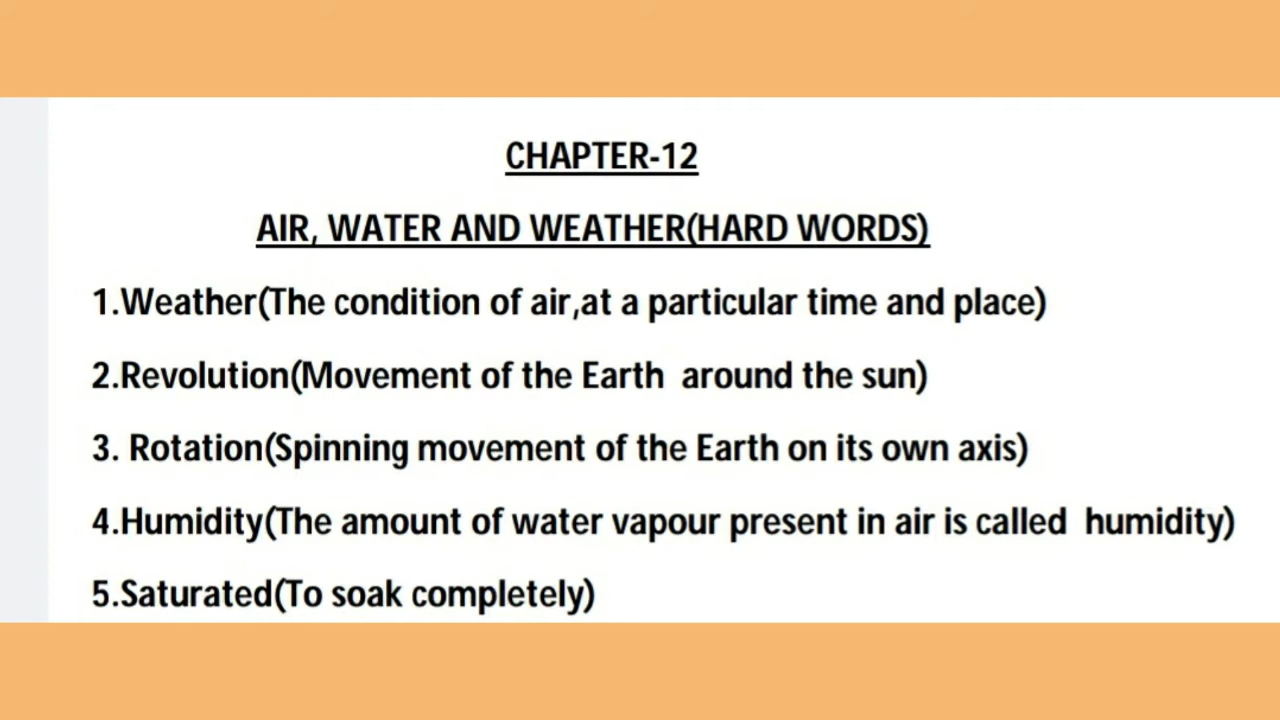 CHAPTER-12
AIR, WATER AND WEATHER(HARD WORDS)
1.Weather(The condition of air,at a particular time and place)
2.Revolution(Movement of the Earth  around the sun)
3. Rotation(Spinning movement of the Earth on its own axis)
4.Humidity(The amount of water vapour present in air is called  humidity)
5.Saturated(To soak completely)